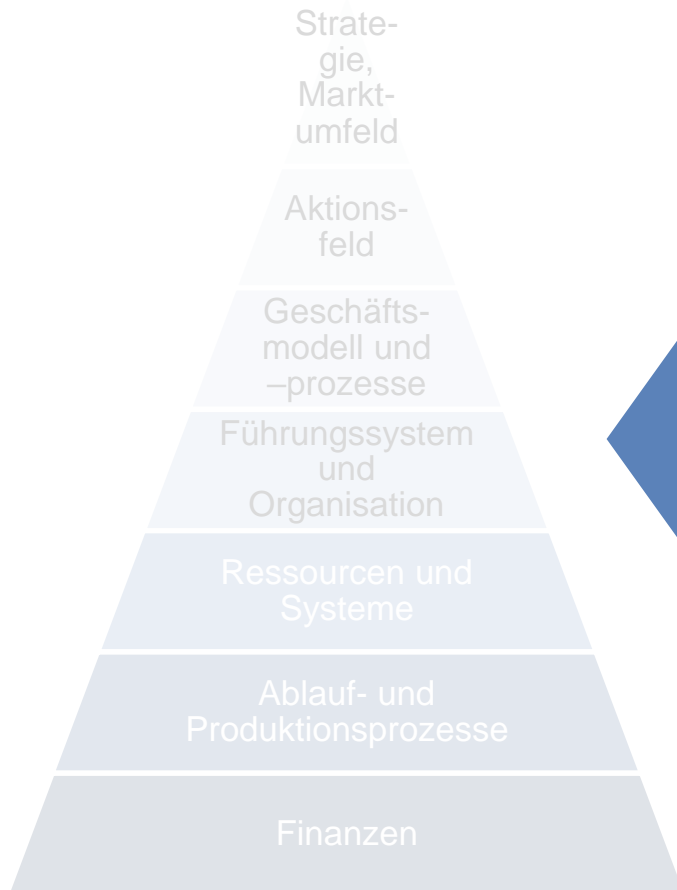 Strate-
gie,
Markt-
umfeld
Aktions-
feld
Geschäfts-
modell und
–prozesse
Führungssystem
und
Organisation
Ressourcen und
Systeme
Ablauf- und
Produktionsprozesse
Finanzen